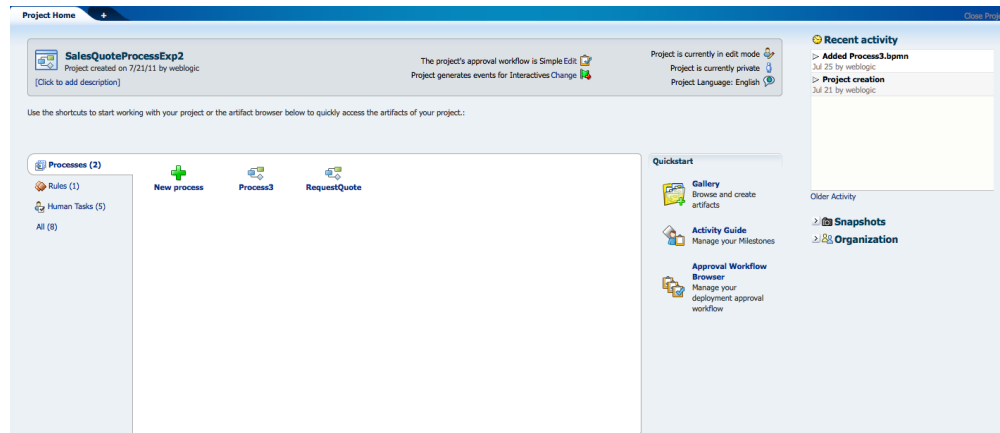 Project Home
+
Close Proj
SalesQuoteProcessExp2
Project created on 7/21/11 by weblogic
[Click to add description]
The project's approval workflow is Simple Edit
Project generates events for Interactives Change
Project is currently in edit mode
Project is currently private
Project Language: English
Use the shortcuts to start working with your project or the artifact browser below to quickly access the artifacts of your project.:
Processes (2)
Rules (1)
Human Tasks (5)
All (8)
New process
Process3
RequestQuote
Quickstart
Gallery
Browse and create
artifacts
Activity Guide
Manage your Milestones
Approval Workflow
Browser
Manage your
deployment approval
workflow
Recent activity
Added Process3.bpmn
Jul 25 by weblogic
Project creation
Jul 21 by weblogic
Older Activity
Snapshots
Organization